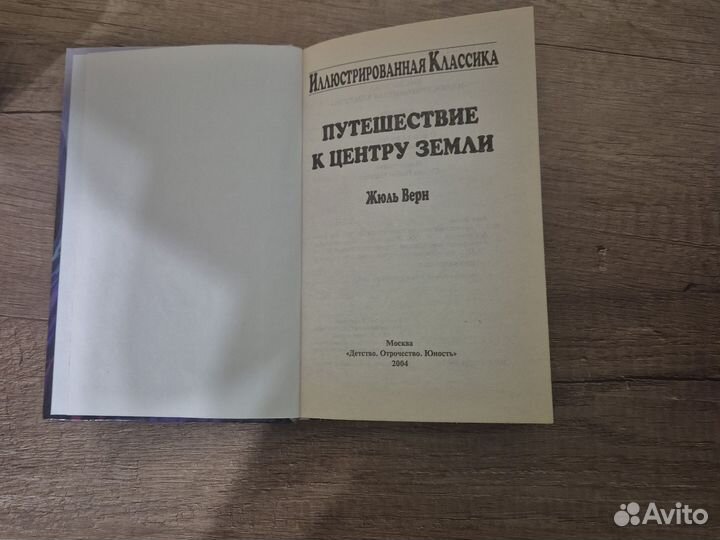 Иллюстрированная Классика
ПУТЕШЕСТВИЕ
К ЦЕНТРУ ЗЕМЛИ
Жюль Верн
Москва
«Детство. Отрочество. Юность»
2004
Avito